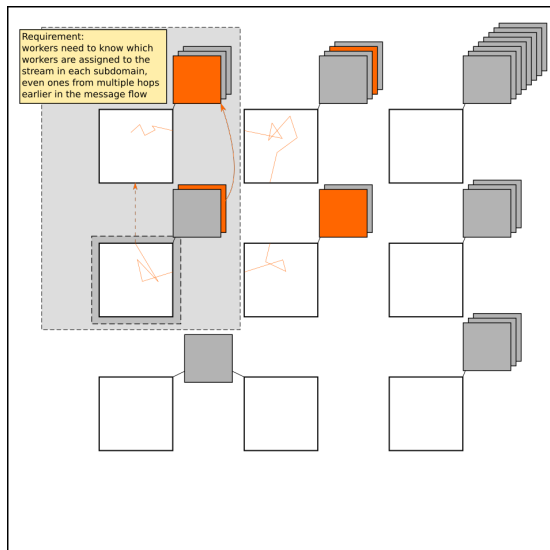 Requirement:
workers need to know which
workers are assigned to the
stream in each subdomain,
even ones from multiple hops
earlier in the message flow